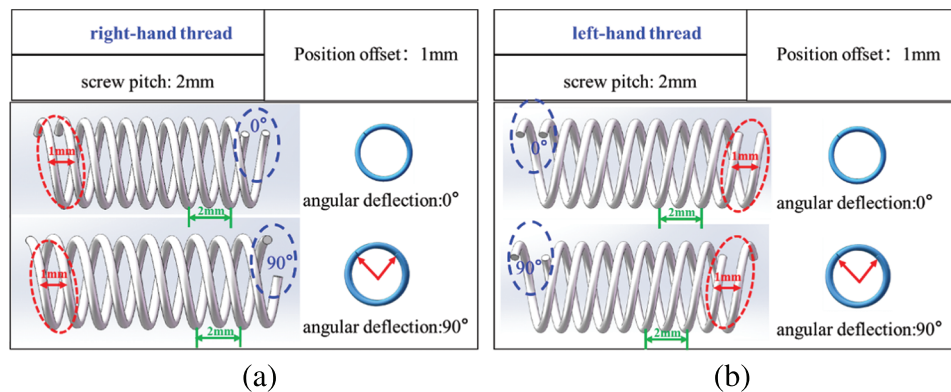 right-hand thread
Position offset: 1mm
screw pitch: 2mm
0°
1mm
2mm
angular deflection:0°
90°
1mm
2mm
angular deflection:90°
(a)
left-hand thread
Position offset: 1mm
screw pitch: 2mm
0°
1mm
2mm
angular deflection:0°
90°
1mm
2mm
angular deflection:90°
(b)